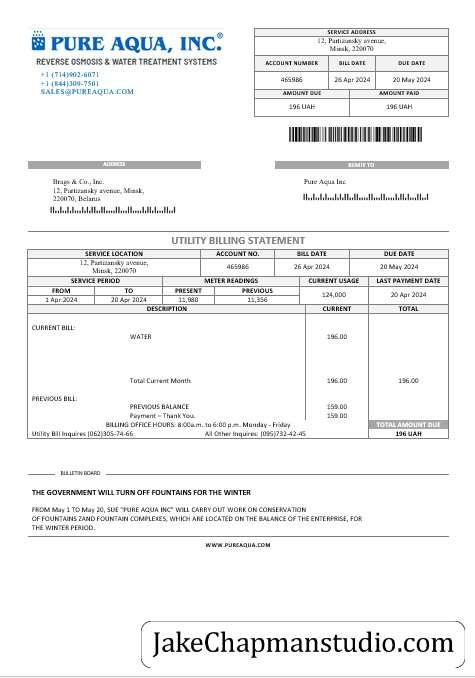 PURE AQUA, INC.®
REVERSE OSMOSIS & WATER TREATMENT SYSTEMS
+1 (714)902-6071
+1 (844)309-7501
SALES@PUREAQUA.COM
SERVICE ADDRESS
12, Partizansky avenue,
Minsk, 220070
ACCOUNT NUMBER BILL DATE DUE DATE
465986 26 Apr 2024 20 May 2024
AMOUNT DUE AMOUNT PAID
196 UAH 196 UAH
ADDRESS
Brags & Co., Inc.
12, Partizansky avenue, Minsk,
220070, Belarus
REMIT TO
Pure Aqua Inc
UTILITY BILLING STATEMENT
SERVICE LOCATION ACCOUNT NO. BILL DATE DUE DATE
12, Partizansky avenue,
Minsk, 220070
465986 26 Apr 2024 20 May 2024
SERVICE PERIOD METER READINGS CURRENT USAGE LAST PAYMENT DATE
FROM TO PRESENT PREVIOUS
1 Apr 2024 20 Apr 2024 11,980 11,356
124,000 20 Apr 2024
DESCRIPTION CURRENT TOTAL
CURRENT BILL:
WATER 196.00
Total Current Month 196.00 196.00
PREVIOUS BILL:
PREVIOUS BALANCE 159.00
Payment – Thank You. 159.00
BILLING OFFICE HOURS: 8:00a.m. to 6:00 p.m. Monday - Friday TOTAL AMOUNT DUE
Utility Bill Inquires (062)305-74-66 All Other Inquires: (095)732-42-45 196 UAH
BULLETIN BOARD
THE GOVERNMENT WILL TURN OFF FOUNTAINS FOR THE WINTER
FROM May 1 To May 20, SUE "PURE AQUA INC" WILL CARRY OUT WORK ON CONSERVATION
OF FOUNTAINS ZAND FOUNTAIN COMPLEXES, WHICH ARE LOCATED ON THE BALANCE OF THE ENTERPRISE, FOR
THE WINTER PERIOD.
WWW.PUREAQUA.COM
JakeChapmanstudio.com